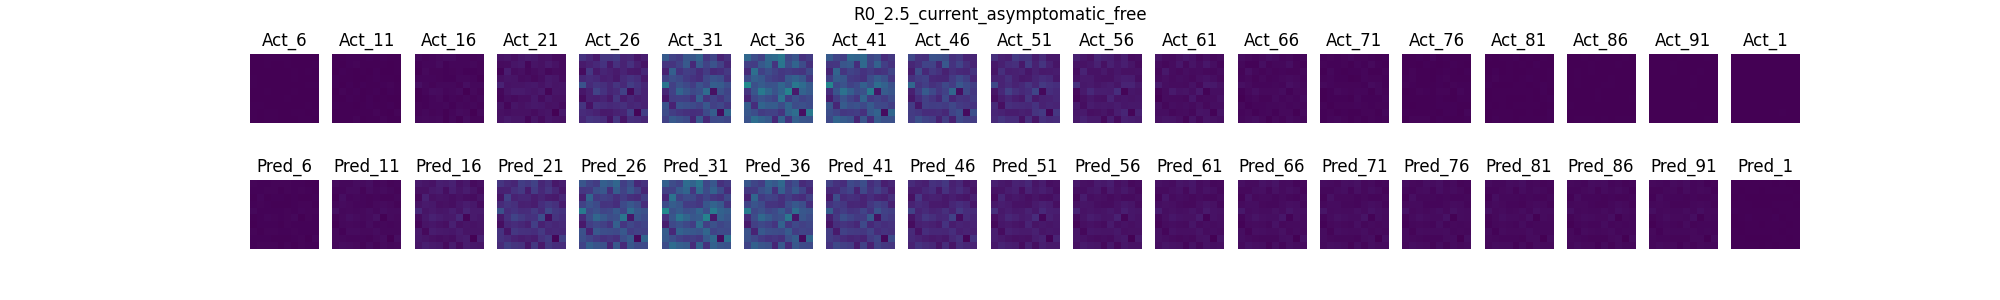 R0_2.5_current_asymptomatic_free
Act_6 Act_11 Act_16 Act_21 Act_26 Act_31 Act_36 Act_41 Act_46 Act_51 Act_56 Act_61 Act_66 Act_71 Act_76 Act_81 Act_86 Act_91 Act_1
Pred_6 Pred_11 Pred_16 Pred_21 Pred_26 Pred_31 Pred_36 Pred_41 Pred_46 Pred_51 Pred_56 Pred_61 Pred_66 Pred_71 Pred_76 Pred_81 Pred_86 Pred_91 Pred_1